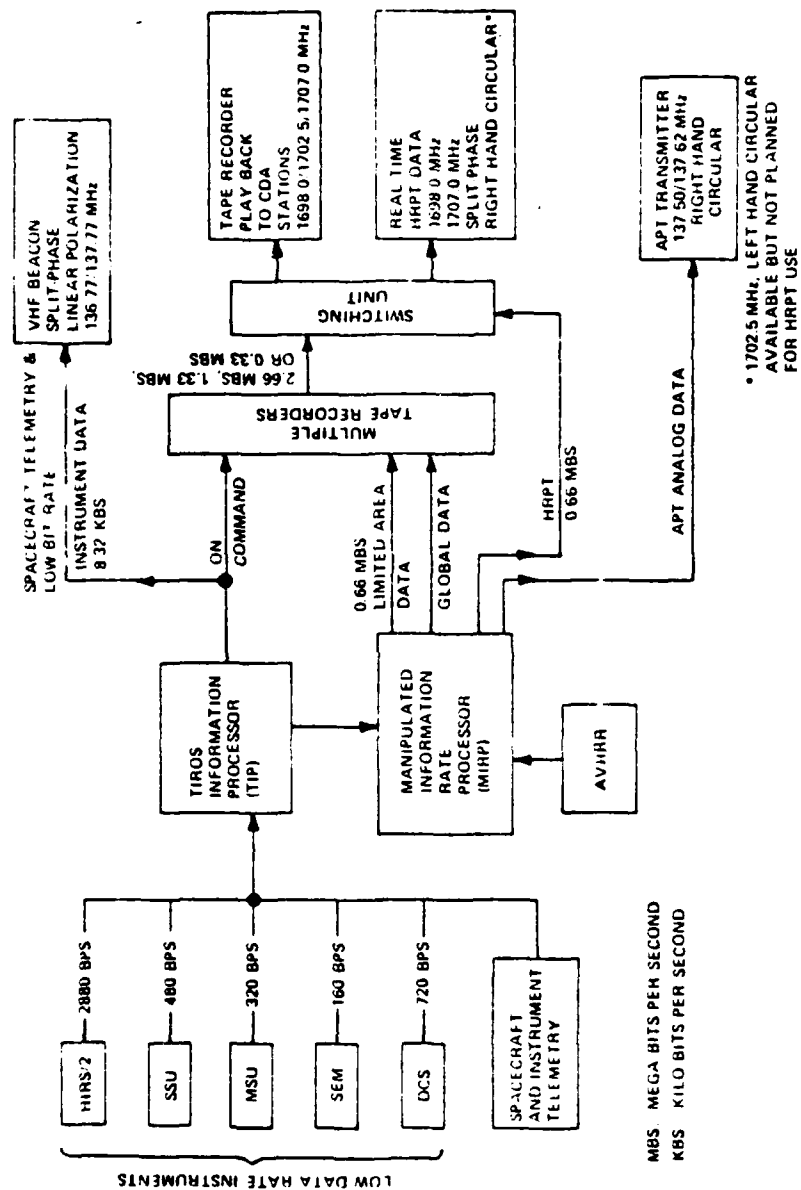 LOW DATA RATE INSTRUMENTS
HIRS/2
2880 BPS
SSU
480 BPS
MSU
320 BPS
SEM
160 BPS
DCS
720 BPS
SPACECRAFT
AND INSTRUMENT
TELEMETRY
TIROS
INFORMATION
PROCESSOR
(TIP)
MANIPULATED
INFORMATION
RATE
PROCESSOR
(MIRP)
AVHRR
SPACECRAFT TELEMETRY &
LOW BIT RATE
INSTRUMENT DATA
8.32 KBS
ON
COMMAND
0.66 MBS
LIMITED AREA
DATA
GLOBAL DATA
HRPT
0.66 MBS
APT ANALOG DATA
MULTIPLE
TAPE RECORDERS
2.66 MBS, 1.33 MBS,
OR 0.33 MBS
SWITCHING
UNIT
VHF BEACON
SPLIT-PHASE
LINEAR POLARIZATION
136.77/137.77 MHz
TAPE RECORDER
PLAY BACK
TO CDA
STATIONS
1698.0/1702.5/1707.0 MHz
REAL TIME
HRPT DATA
1698.0 MHz
1707.0 MHz
SPLIT PHASE
RIGHT HAND CIRCULAR*
APT TRANSMITTER
137.50/137.62 MHz
RIGHT HAND
CIRCULAR
* 1702.5 MHz, LEFT HAND CIRCULAR
AVAILABLE BUT NOT PLANNED
FOR HRPT USE
MBS. MEGA BITS PER SECOND
KBS. KILO BITS PER SECOND